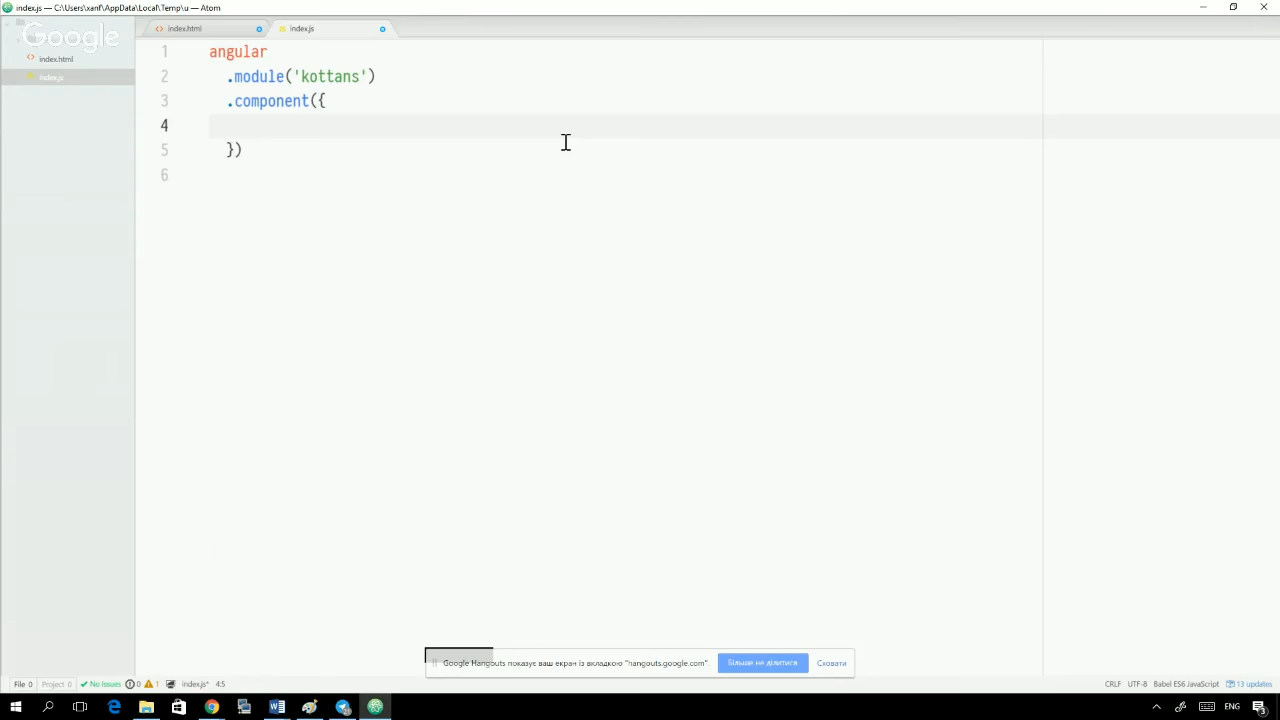 index.js — C:\Users\xanf\AppData\Local\Temp\u — Atom
Google
index.html
index.js
index.html
index.js
1 angular
2 .module('kottans')
3 .component({
4
5 })
6
Google Hangouts показує ваш екран із вкладкою "hangouts.google.com".
Більше не ділитися
Сховати
File 0 Project 0 No Issues 0 1 index.js* 4:5
CRLF UTF-8 Babel ES6 JavaScript 13 updates
ENG